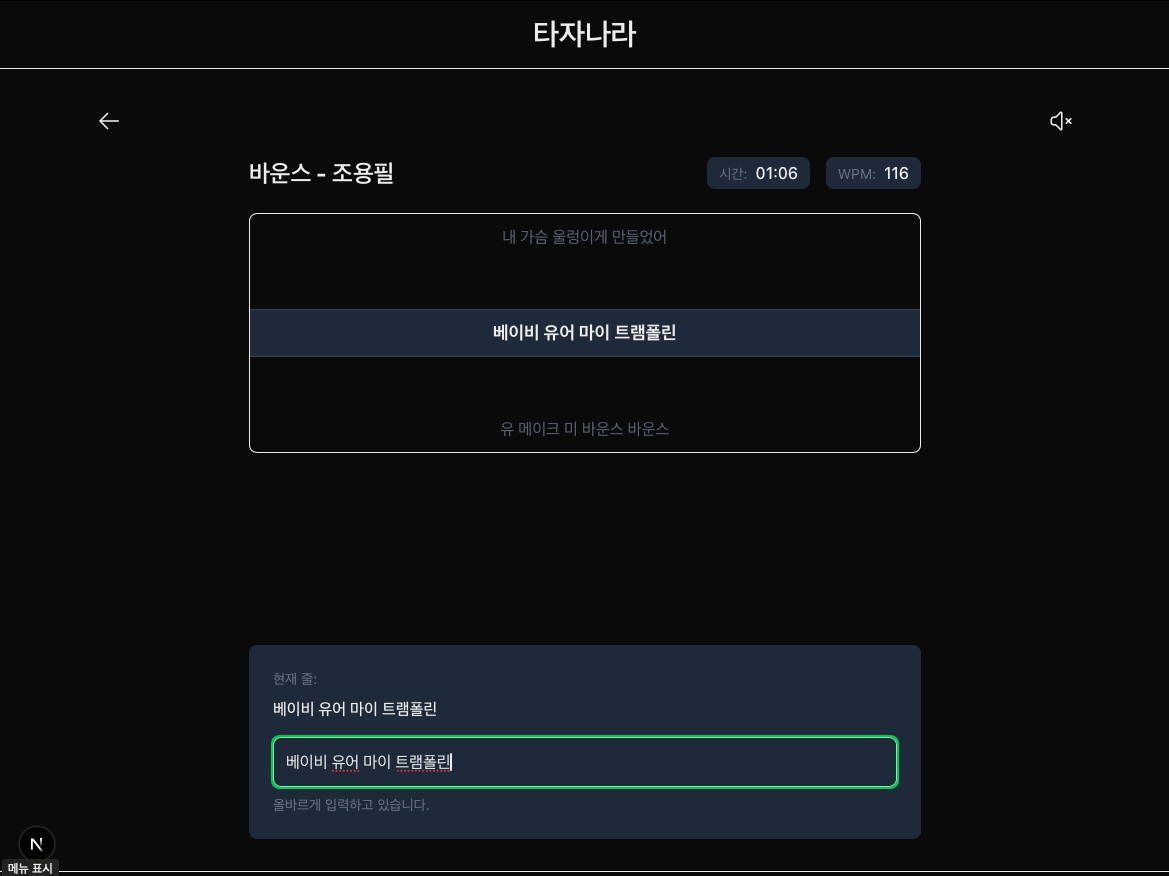 타자나라
바운스 - 조용필
시간: 01:06
WPM: 116
내 가슴 울렁이게 만들었어
베이비 유어 마이 트램폴린
유 메이크 미 바운스 바운스
현재 줄:
베이비 유어 마이 트램폴린
베이비 유어 마이 트램폴린
올바르게 입력하고 있습니다.
N
메뉴 표시